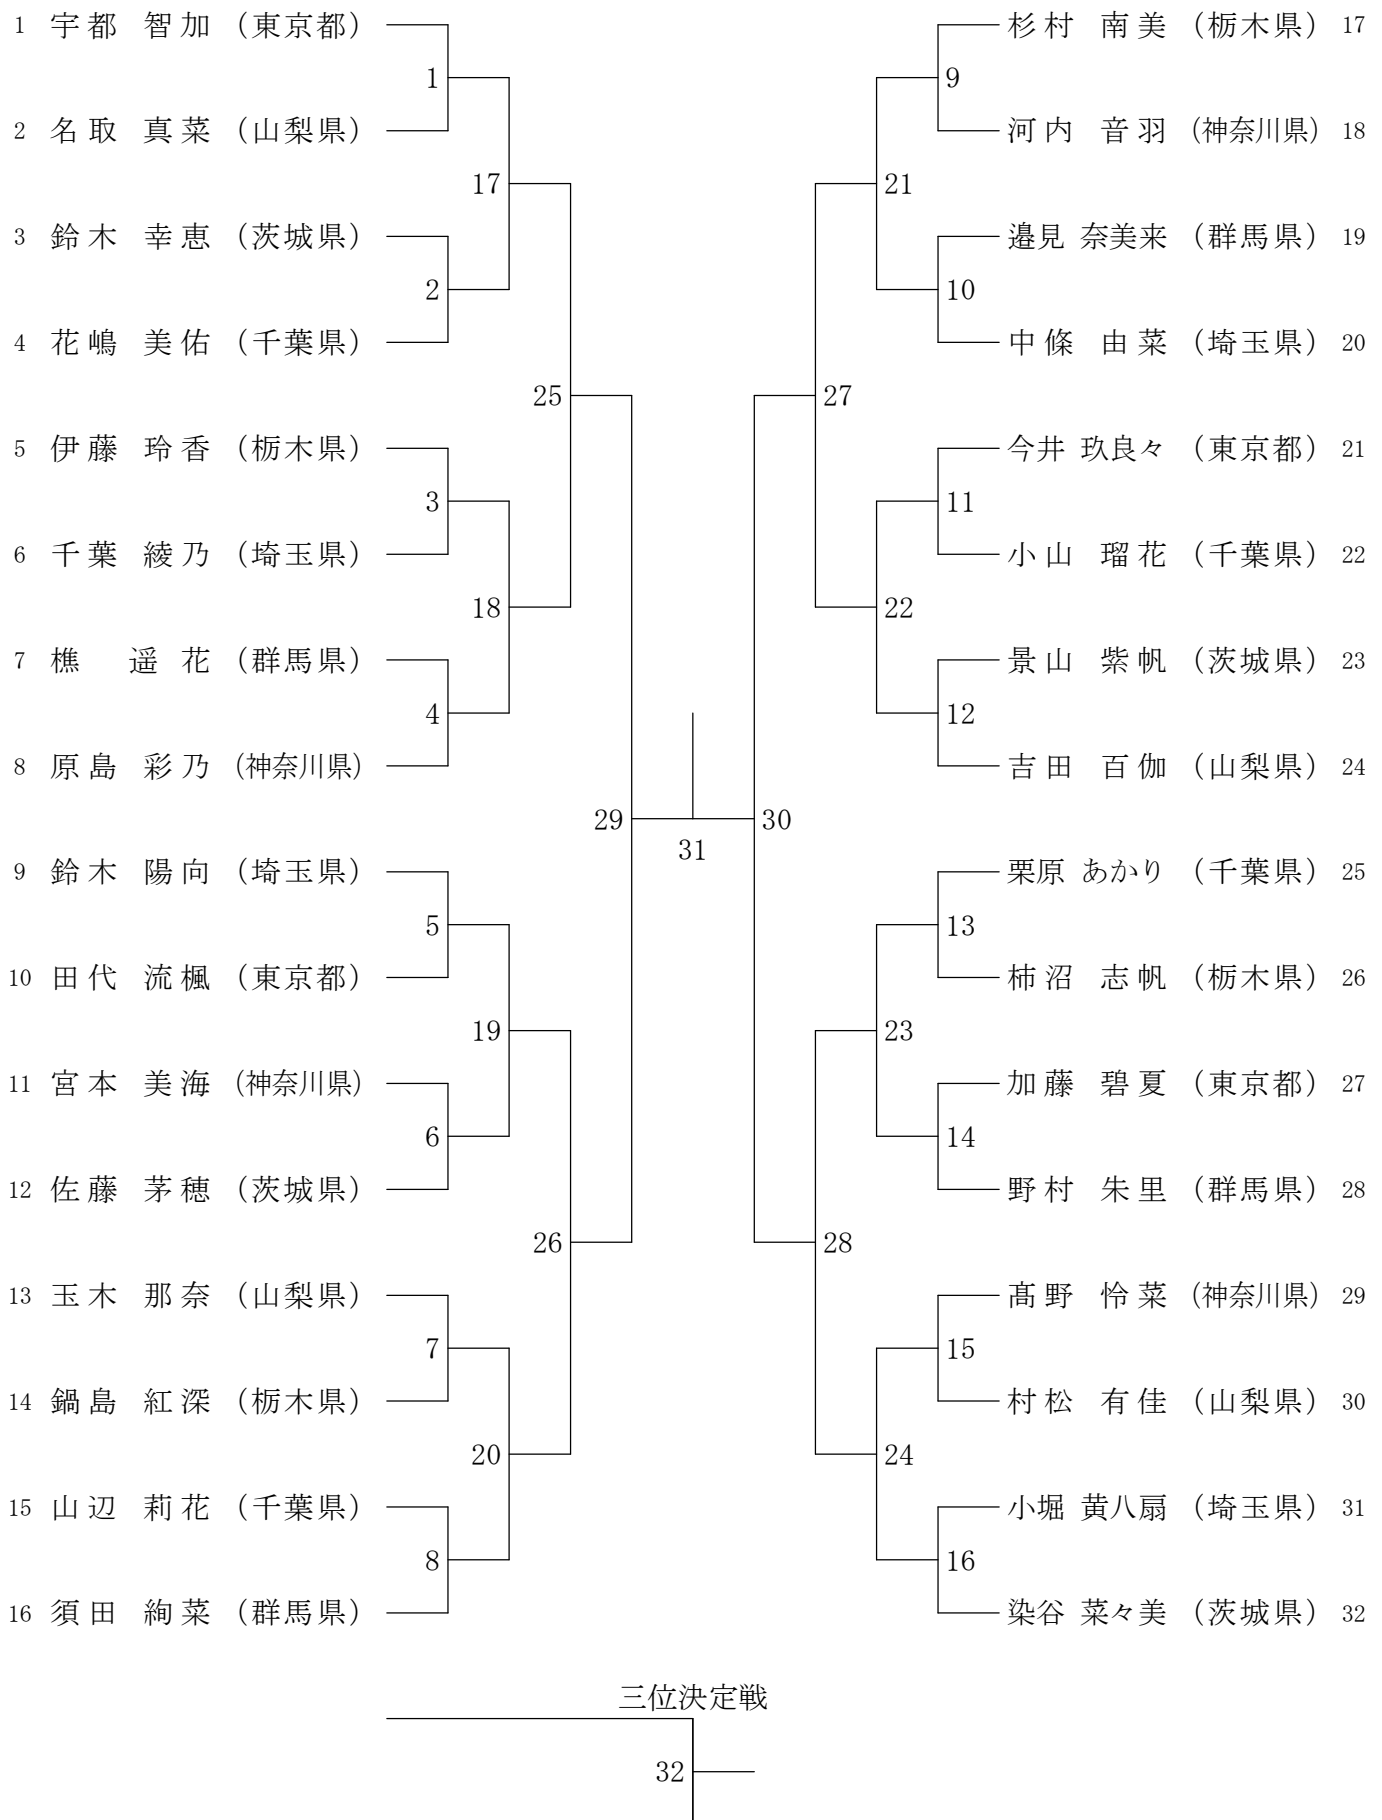 1 宇都 智加 (東京都)
1
2 名取 真菜 (山梨県)
17
3 鈴木 幸恵 (茨城県)
2
4 花嶋 美佑 (千葉県)
25
5 伊藤 玲香 (栃木県)
3
6 千葉 綾乃 (埼玉県)
18
7 樵 遥花 (群馬県)
4
8 原島 彩乃 (神奈川県)
29
9 鈴木 陽向 (埼玉県)
5
10 田代 流楓 (東京都)
19
11 宮本 美海 (神奈川県)
6
12 佐藤 茅穂 (茨城県)
26
13 玉木 那奈 (山梨県)
7
14 鍋島 紅深 (栃木県)
20
15 山辺 莉花 (千葉県)
8
16 須田 絢菜 (群馬県)
31
杉村 南美 (栃木県) 17
9
河内 音羽 (神奈川県) 18
21
邉見 奈美来 (群馬県) 19
10
中條 由菜 (埼玉県) 20
27
今井 玖良々 (東京都) 21
11
小山 瑠花 (千葉県) 22
22
景山 紫帆 (茨城県) 23
12
吉田 百伽 (山梨県) 24
30
栗原 あかり (千葉県) 25
13
柿沼 志帆 (栃木県) 26
23
加藤 碧夏 (東京都) 27
14
野村 朱里 (群馬県) 28
28
髙野 怜菜 (神奈川県) 29
15
村松 有佳 (山梨県) 30
24
小堀 黄八扇 (埼玉県) 31
16
染谷 菜々美 (茨城県) 32
三位決定戦
32